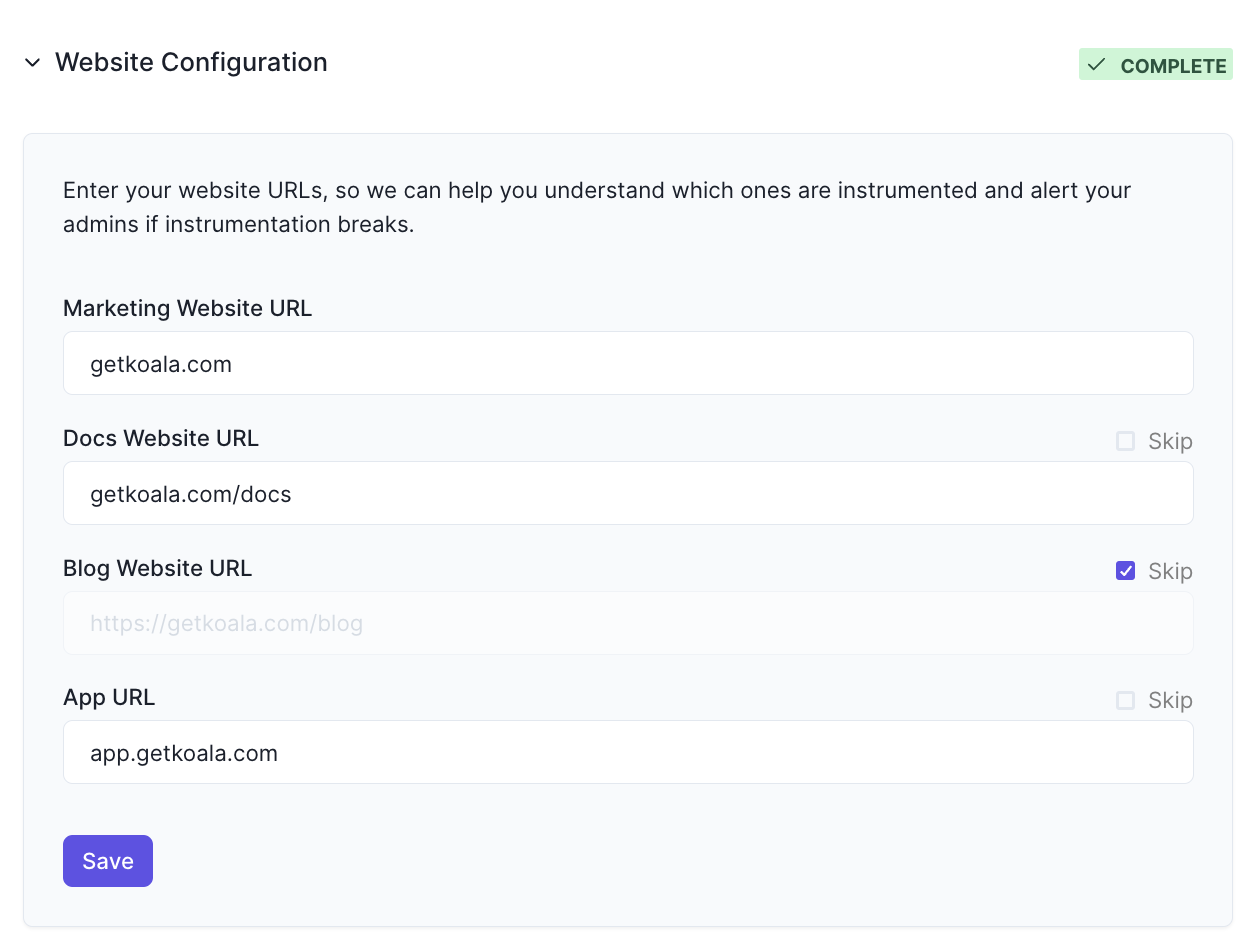 Website Configuration
COMPLETE
Enter your website URLs, so we can help you understand which ones are instrumented and alert your
admins if instrumentation breaks.
Marketing Website URL
getkoala.com
Docs Website URL
Skip
getkoala.com/docs
Blog Website URL
Skip
https://getkoala.com/blog
App URL
Skip
app.getkoala.com
Save